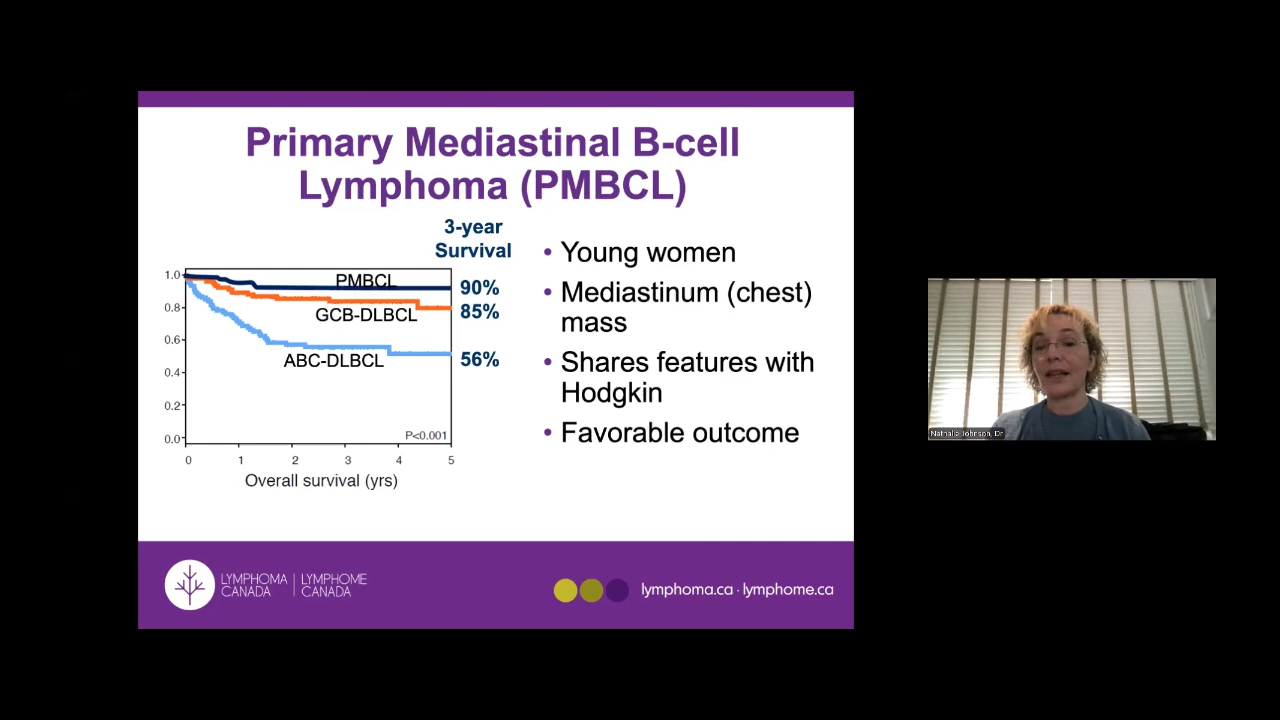 Primary Mediastinal B-cell
Lymphoma (PMBCL)
3-year
Survival
1.0
0.8
0.6
0.4
0.2
0.0
PMBCL
GCB-DLBCL
ABC-DLBCL
90%
85%
56%
P<0.001
0 1 2 3 4 5
Overall survival (yrs)
• Young women
• Mediastinum (chest)
mass
• Shares features with
Hodgkin
• Favorable outcome
LYMPHOMA | LYMPHOME
CANADA | CANADA
lymphoma.ca · lymphome.ca
Nathalie Johnson, Dr